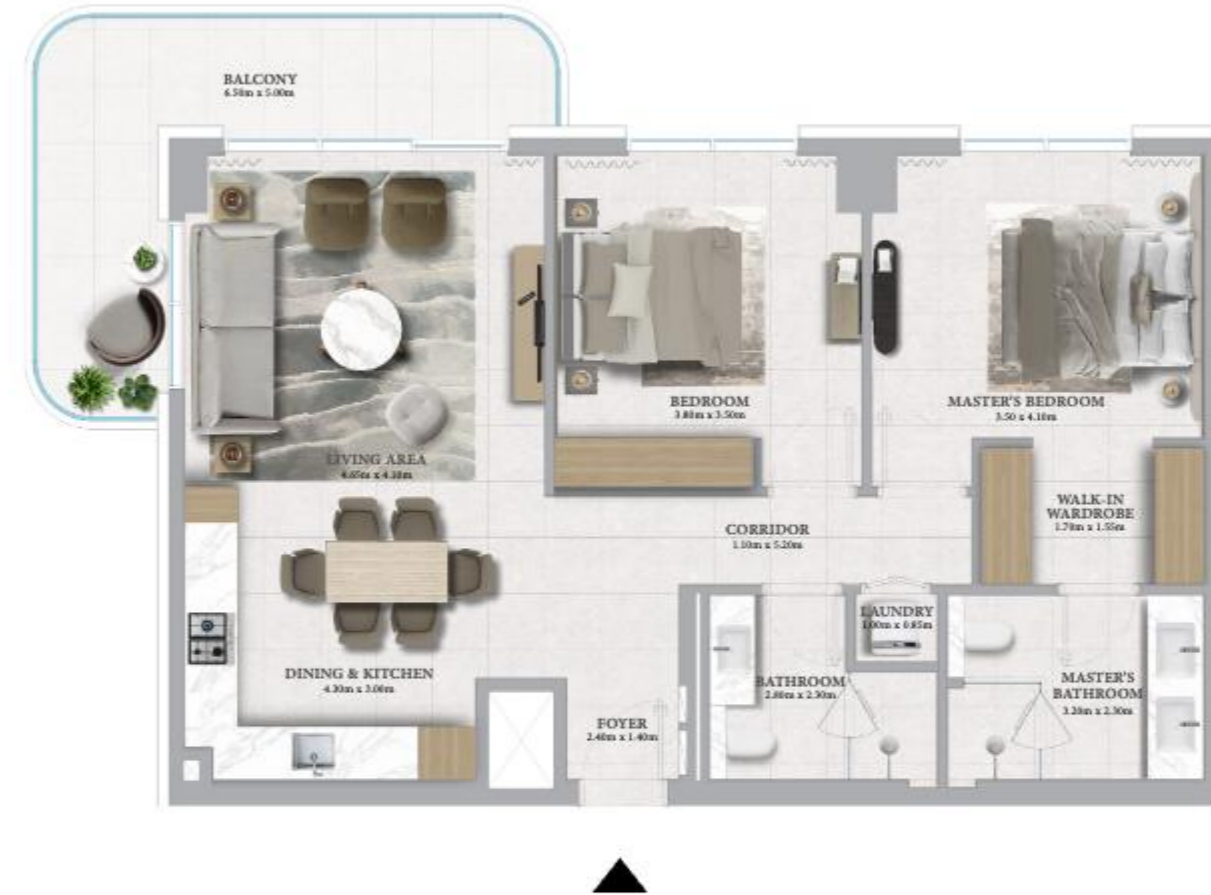 BALCONY
6.50m x 5.00m
BEDROOM
3.80m x 3.50m
MASTER'S BEDROOM
3.50 x 4.10m
LIVING AREA
4.65m x 4.10m
WALK-IN
WARDROBE
1.70m x 1.55m
CORRIDOR
1.10m x 5.20m
LAUNDRY
1.00m x 0.85m
DINING & KITCHEN
4.30m x 3.00m
BATHROOM
2.80m x 2.30m
MASTER'S
BATHROOM
3.20m x 2.30m
FOYER
2.40m x 1.40m